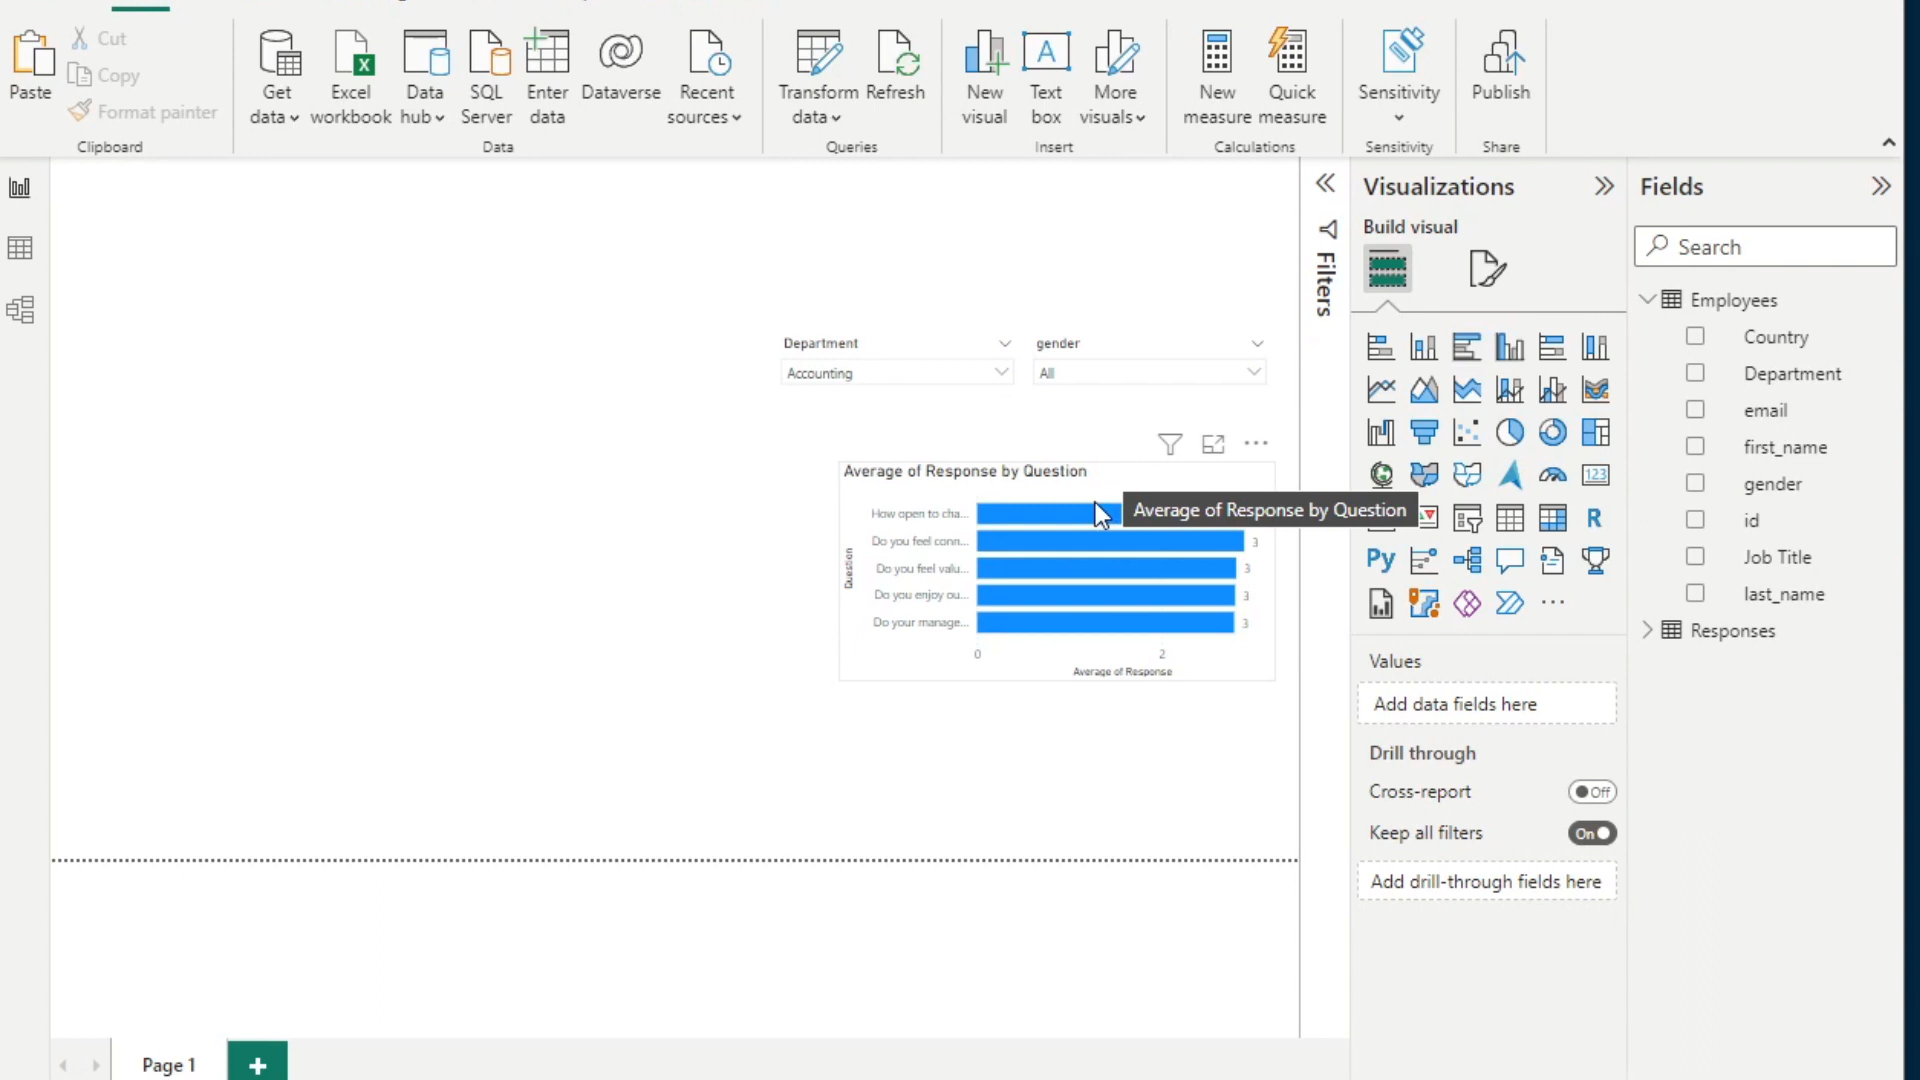 Paste
Cut
Copy
Format painter
Clipboard
Get data
Excel workbook
Data hub
SQL Server
Enter data
Dataverse
Recent sources
Data
Transform data
Refresh
Queries
New visual
Text box
More visuals
Insert
New measure
Quick measure
Calculations
Sensitivity
Sensitivity
Publish
Share
Department
Accounting
gender
All
Average of Response by Question
Question
How open to cha...
Do you feel conn... 3
Do you feel valu... 3
Do you enjoy ou... 3
Do your manage... 3
0 2
Average of Response
Average of Response by Question
Page 1
Filters
Visualizations
Build visual
123
R
Py
Values
Add data fields here
Drill through
Cross-report Off
Keep all filters On
Add drill-through fields here
Fields
Search
Employees
Country
Department
email
first_name
gender
id
Job Title
last_name
Responses